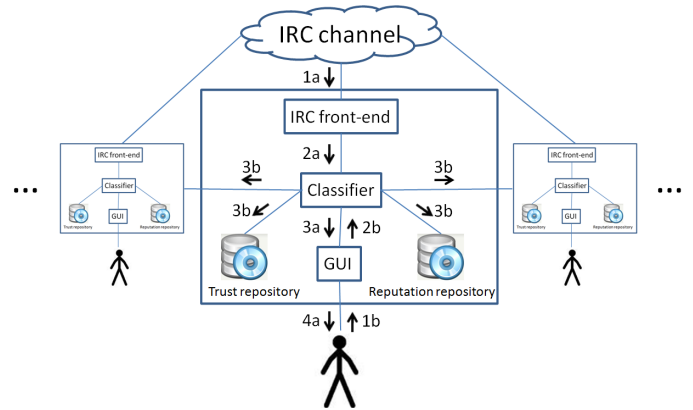 IRC channel
1a
IRC front-end
2a
Classifier
3b
3b
3b
3b
3a
2b
GUI
Trust repository
Reputation repository
4a
1b
...
IRC front-end
Classifier
GUI
Trust repository
Reputation repository
IRC front-end
Classifier
GUI
Trust repository
Reputation repository
...